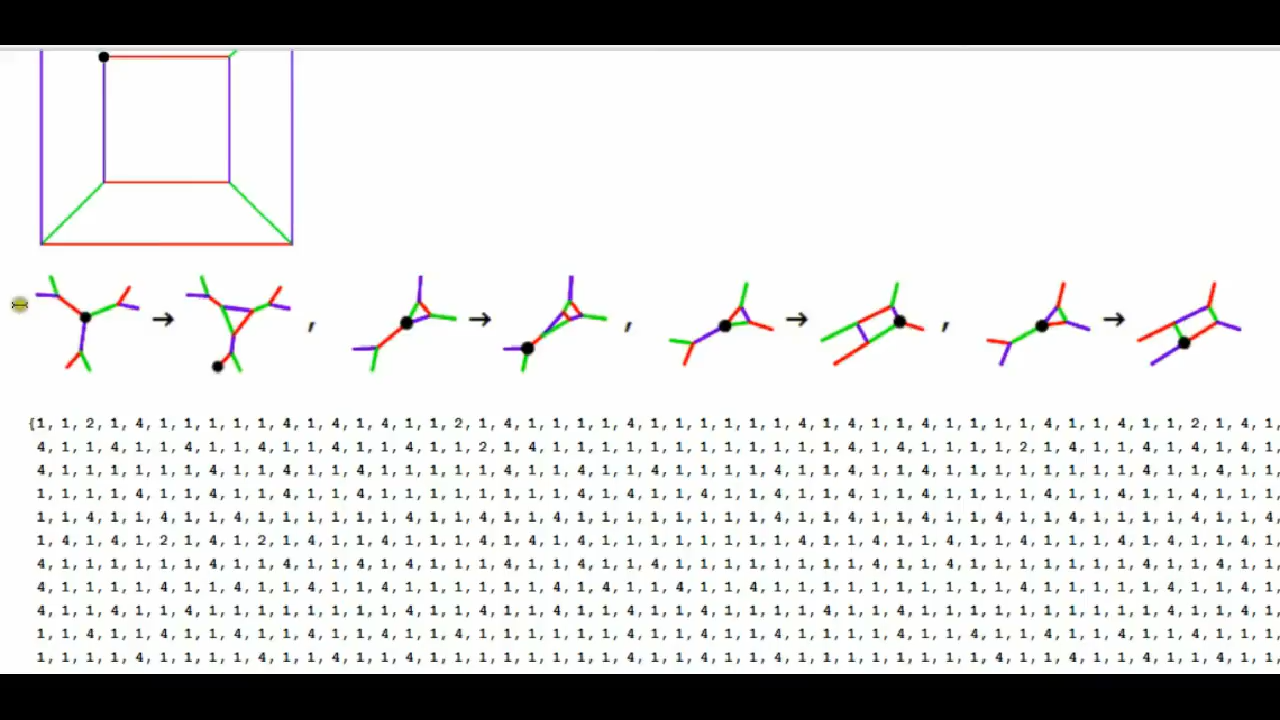 {1, 1, 2, 1, 4, 1, 1, 1, 1, 1, 4, 1, 4, 1, 4, 1, 1, 2, 1, 4, 1, 1, 1, 1, 4, 1, 1, 1, 1, 1, 1, 4, 1, 4, 1, 1, 4, 1, 1, 1, 1, 4, 1, 1, 4, 1, 1, 2, 1, 4, 1,
4, 1, 1, 4, 1, 1, 4, 1, 1, 4, 1, 1, 4, 1, 1, 4, 1, 1, 2, 1, 4, 1, 1, 1, 1, 1, 1, 1, 1, 1, 1, 1, 4, 1, 1, 4, 1, 1, 1, 1, 2, 1, 4, 1, 1, 4, 1, 4, 1, 4, 1,
4, 1, 1, 1, 1, 1, 1, 4, 1, 1, 4, 1, 1, 4, 1, 1, 1, 1, 1, 4, 1, 1, 4, 1, 1, 4, 1, 1, 1, 1, 1, 4, 1, 4, 1, 1, 4, 1, 1, 1, 1, 1, 1, 1, 1, 4, 1, 1, 4, 1, 1,
1, 1, 1, 1, 4, 1, 1, 4, 1, 1, 4, 1, 1, 4, 1, 1, 1, 1, 1, 1, 1, 1, 4, 1, 4, 1, 1, 4, 1, 1, 4, 1, 1, 4, 1, 1, 4, 1, 1, 1, 1, 4, 1, 1, 4, 1, 1, 4, 1, 1, 1,
1, 1, 4, 1, 1, 4, 1, 1, 4, 1, 1, 1, 1, 1, 1, 4, 1, 1, 4, 1, 1, 4, 1, 1, 1, 1, 1, 1, 1, 1, 4, 1, 1, 4, 1, 1, 4, 1, 1, 4, 1, 1, 4, 1, 1, 1, 1, 1, 4, 1, 4,
1, 4, 1, 4, 1, 2, 1, 4, 1, 2, 1, 4, 1, 1, 4, 1, 1, 1, 4, 1, 4, 1, 4, 1, 1, 1, 1, 1, 1, 1, 1, 4, 1, 4, 1, 4, 1, 4, 1, 1, 4, 1, 1, 1, 1, 4, 1, 4, 1, 4, 1,
4, 1, 1, 1, 1, 1, 1, 4, 1, 1, 4, 1, 1, 4, 1, 4, 1, 1, 1, 4, 1, 1, 4, 1, 1, 4, 1, 1, 1, 1, 1, 1, 1, 1, 4, 1, 4, 1, 1, 4, 1, 1, 4, 1, 1, 4, 1, 4, 1, 4, 1,
4, 1, 1, 1, 1, 4, 1, 1, 4, 1, 1, 4, 1, 1, 4, 1, 4, 1, 1, 1, 1, 4, 1, 4, 1, 1, 4, 1, 1, 4, 1, 1, 1, 1, 1, 1, 1, 1, 1, 1, 4, 1, 1, 4, 1, 1, 4, 1, 1, 4, 1,
4, 1, 1, 4, 1, 1, 4, 1, 1, 1, 1, 1, 1, 1, 1, 4, 1, 1, 4, 1, 4, 1, 1, 4, 1, 1, 4, 1, 1, 1, 1, 1, 4, 1, 1, 4, 1, 1, 1, 1, 1, 1, 1, 1, 4, 1, 4, 1, 1, 4, 1,
1, 1, 4, 1, 1, 4, 1, 1, 4, 1, 1, 4, 1, 1, 4, 1, 1, 4, 1, 1, 1, 1, 1, 1, 1, 1, 4, 1, 1, 4, 1, 1, 1, 1, 1, 4, 1, 1, 4, 1, 1, 4, 1, 1, 4, 1, 1, 4, 1, 1, 1,
1, 1, 1, 1, 4, 1, 1, 1, 1, 4, 1, 1, 4, 1, 1, 4, 1, 1, 1, 1, 1, 1, 1, 1, 4, 1, 1, 4, 1, 1, 4, 1, 1, 1, 1, 1, 1, 1, 1, 4, 1, 1, 4, 1, 1, 4, 1, 1, 4, 1, 1,